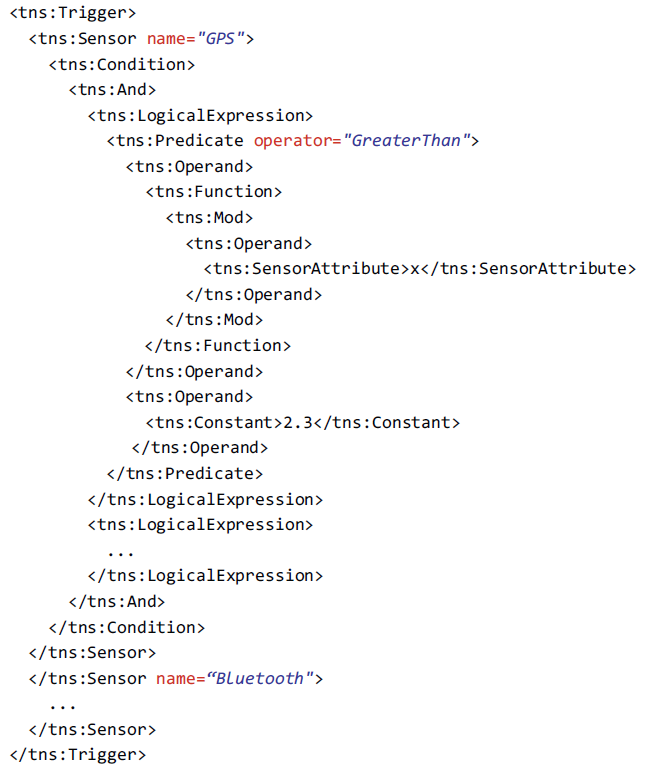 <tns:Trigger>
<tns:Sensor name="GPS">
<tns:Condition>
<tns:And>
<tns:LogicalExpression>
<tns:Predicate operator="GreaterThan">
<tns:Operand>
<tns:Function>
<tns:Mod>
<tns:Operand>
<tns:SensorAttribute>x</tns:SensorAttribute>
</tns:Operand>
</tns:Mod>
</tns:Function>
</tns:Operand>
<tns:Operand>
<tns:Constant>2.3</tns:Constant>
</tns:Operand>
</tns:Predicate>
</tns:LogicalExpression>
<tns:LogicalExpression>
...
</tns:LogicalExpression>
</tns:And>
</tns:Condition>
</tns:Sensor>
</tns:Sensor name=“Bluetooth">
...
</tns:Sensor>
</tns:Trigger>